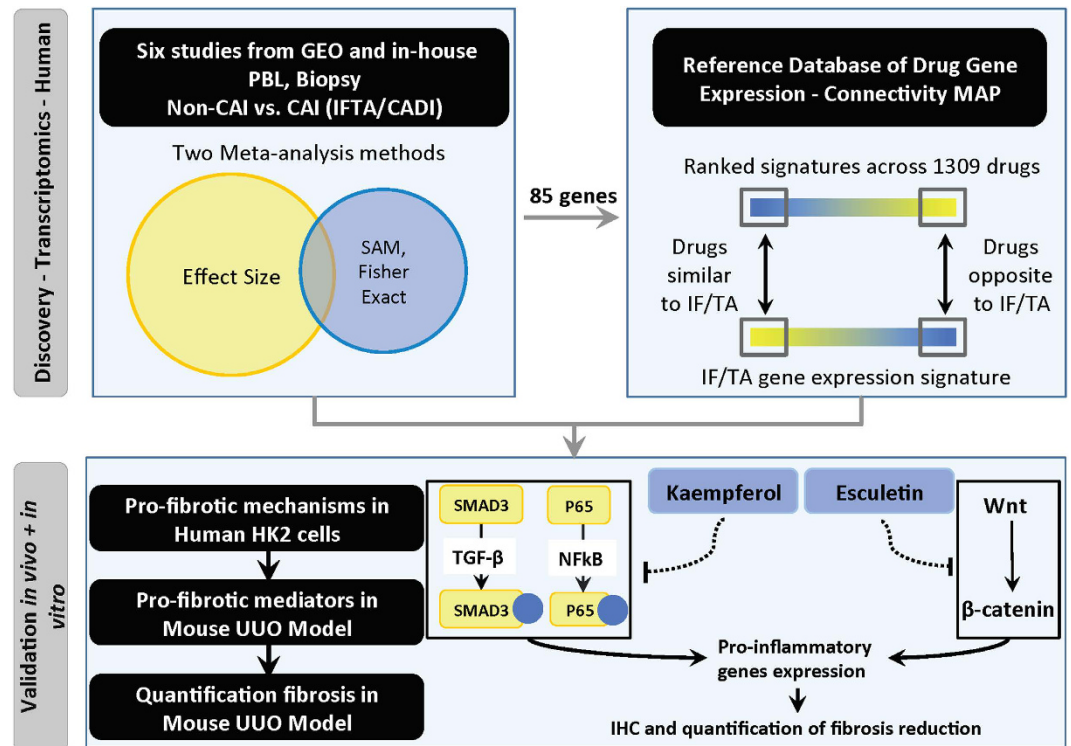 Discovery - Transcriptomics - Human
Six studies from GEO and in-house
PBL, Biopsy
Non-CAI vs. CAI (IFTA/CADI)
Two Meta-analysis methods
Effect Size
SAM,
Fisher
Exact
85 genes
Reference Database of Drug Gene
Expression - Connectivity MAP
Ranked signatures across 1309 drugs
Drugs
similar
to IF/TA
Drugs
opposite
to IF/TA
IF/TA gene expression signature
Validation in vivo + in
vitro
Pro-fibrotic mechanisms in
Human HK2 cells
Pro-fibrotic mediators in
Mouse UUO Model
Quantification fibrosis in
Mouse UUO Model
SMAD3
TGF-β
SMAD3
P65
NFkB
P65
Kaempferol
Esculetin
Wnt
β-catenin
Pro-inflammatory
genes expression
IHC and quantification of fibrosis reduction